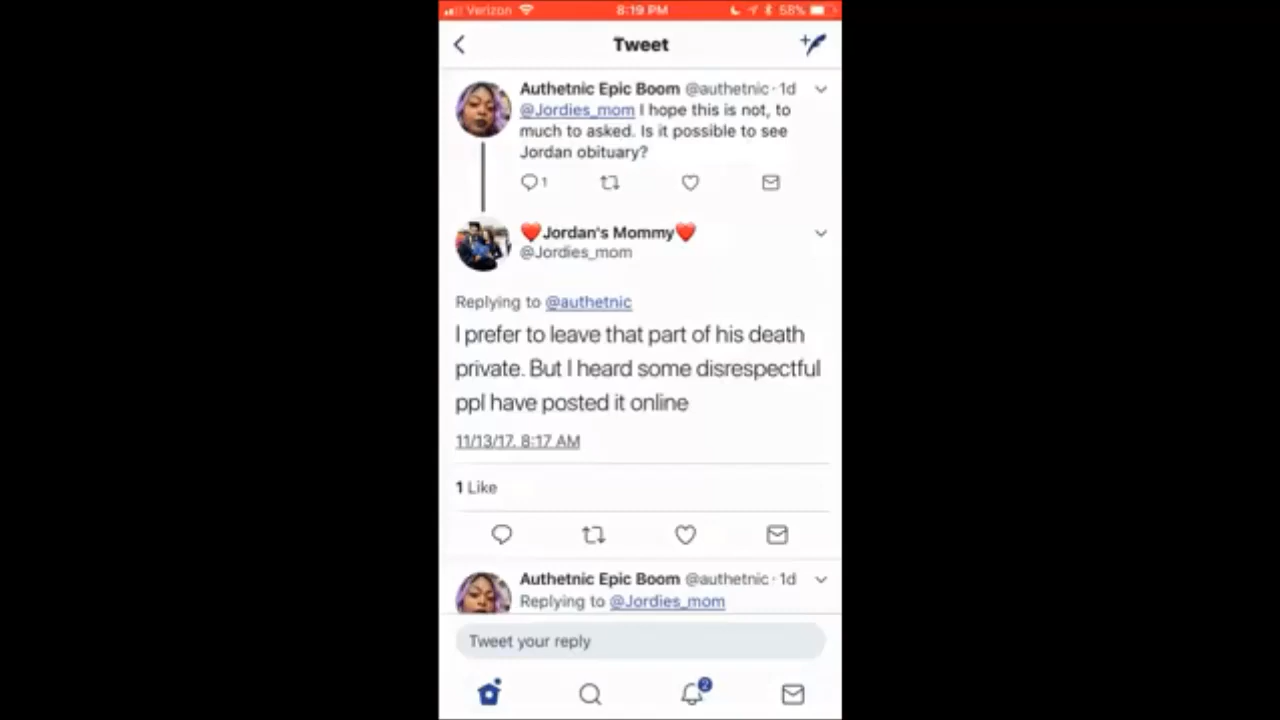 Verizon 8:19 PM 58%
Tweet
Authetnic Epic Boom @authetnic · 1d
@Jordies_mom I hope this is not, to
much to asked. Is it possible to see
Jordan obituary?
1
❤️Jordan's Mommy❤️
@Jordies_mom
Replying to @authetnic
I prefer to leave that part of his death
private. But I heard some disrespectful
ppl have posted it online
11/13/17, 8:17 AM
1 Like
Authetnic Epic Boom @authetnic · 1d
Replying to @Jordies_mom
Tweet your reply
2